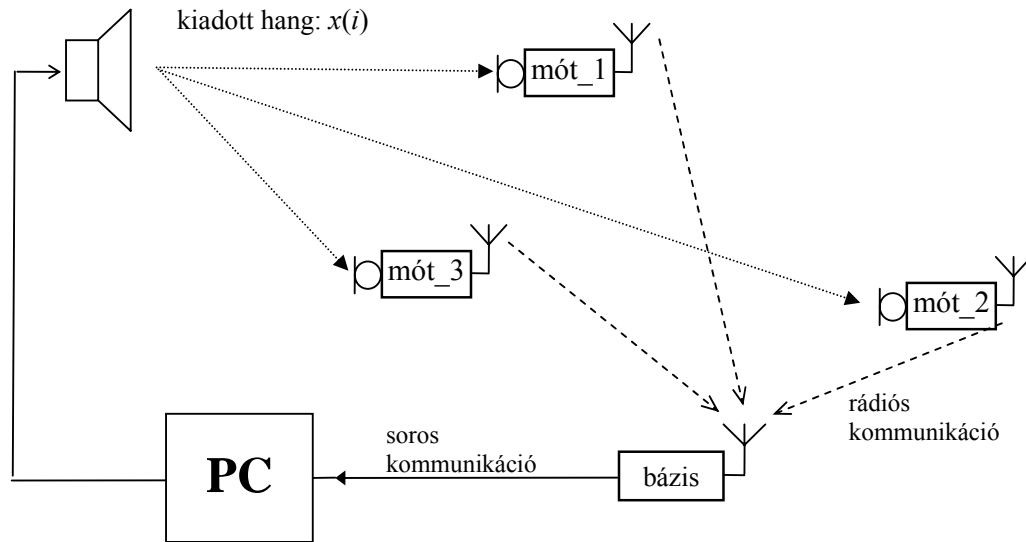 kiadott hang: x(i)
mót_1
mót_3
mót_2
rádiós
kommunikáció
soros
kommunikáció
PC
bázis